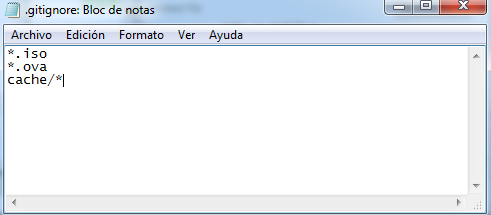 .gitignore: Bloc de notas
Archivo Edición Formato Ver Ayuda
*.iso
*.ova
cache/*